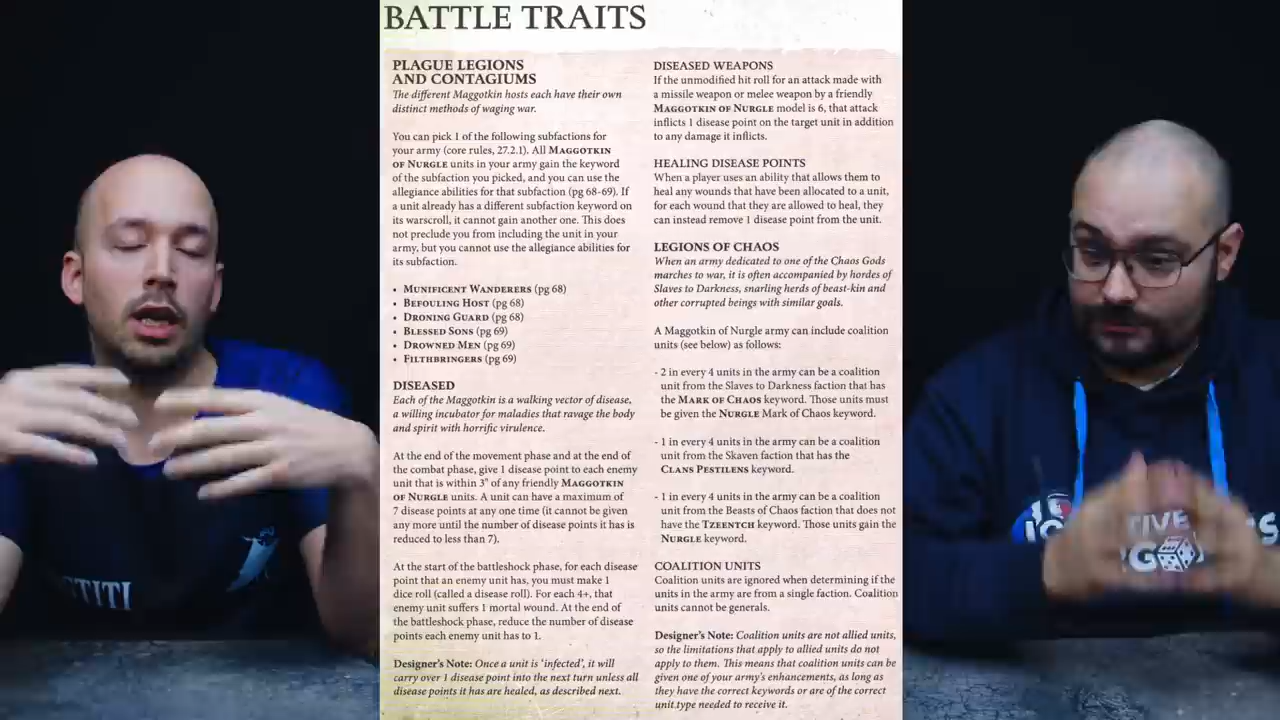 BATTLE TRAITS
PLAGUE LEGIONS
AND CONTAGIUMS
The different Maggotkin hosts each have their own
distinct methods of waging war.
You can pick 1 of the following subfactions for
your army (core rules, 27.2.1). All MAGGOTKIN
OF NURGLE units in your army gain the keyword
of the subfaction you picked, and you can use the
allegiance abilities for that subfaction (pg 68-69). If
a unit already has a different subfaction keyword on
its warscroll, it cannot gain another one. This does
not preclude you from including the unit in your
army, but you cannot use the allegiance abilities for
its subfaction.
• MUNIFICENT WANDERERS (pg 68)
• BEFOULING HOST (pg 68)
• DRONING GUARD (pg 68)
• BLESSED SONS (pg 69)
• DROWNED MEN (pg 69)
• FILTHBRINGERS (pg 69)
DISEASED
Each of the Maggotkin is a walking vector of disease,
a willing incubator for maladies that ravage the body
and spirit with horrific virulence.
At the end of the movement phase and at the end of
the combat phase, give 1 disease point to each enemy
unit that is within 3" of any friendly MAGGOTKIN
OF NURGLE units. A unit can have a maximum of
7 disease points at any one time (it cannot be given
any more until the number of disease points it has is
reduced to less than 7).
At the start of the battleshock phase, for each disease
point that an enemy unit has, you must make 1
dice roll (called a disease roll). For each 4+, that
enemy unit suffers 1 mortal wound. At the end of
the battleshock phase, reduce the number of disease
points each enemy unit has to 1.
Designer's Note: Once a unit is 'infected', it will
carry over 1 disease point into the next turn unless all
disease points it has are healed, as described next.
DISEASED WEAPONS
If the unmodified hit roll for an attack made with
a missile weapon or melee weapon by a friendly
MAGGOTKIN OF NURGLE model is 6, that attack
inflicts 1 disease point on the target unit in addition
to any damage it inflicts.
HEALING DISEASE POINTS
When a player uses an ability that allows them to
heal any wounds that have been allocated to a unit,
for each wound that they are allowed to heal, they
can instead remove 1 disease point from the unit.
LEGIONS OF CHAOS
When an army dedicated to one of the Chaos Gods
marches to war, it is often accompanied by hordes of
Slaves to Darkness, snarling herds of beast-kin and
other corrupted beings with similar goals.
A Maggotkin of Nurgle army can include coalition
units (see below) as follows:
- 2 in every 4 units in the army can be a coalition
unit from the Slaves to Darkness faction that has
the MARK OF CHAOS keyword. Those units must
be given the NURGLE Mark of Chaos keyword.
- 1 in every 4 units in the army can be a coalition
unit from the Skaven faction that has the
CLANS PESTILENS keyword.
- 1 in every 4 units in the army can be a coalition
unit from the Beasts of Chaos faction that does not
have the TZEENTCH keyword. Those units gain the
NURGLE keyword.
COALITION UNITS
Coalition units are ignored when determining if the
units in the army are from a single faction. Coalition
units cannot be generals.
Designer's Note: Coalition units are not allied units,
so the limitations that apply to allied units do not
apply to them. This means that coalition units can be
given one of your army's enhancements, as long as
they have the correct keywords or are of the correct
unit type needed to receive it.